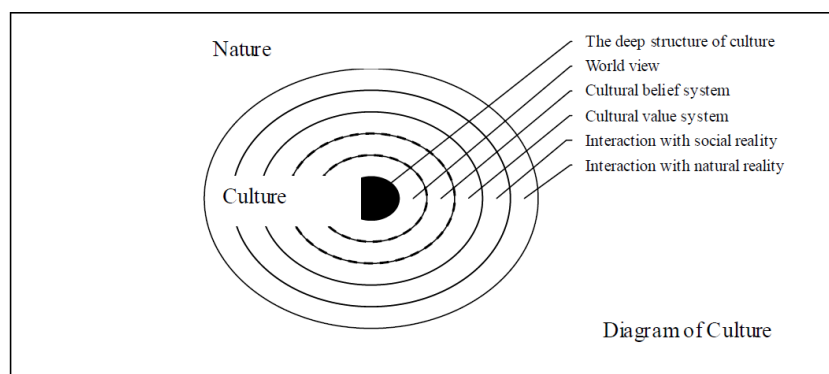 Nature
The deep structure of culture
World view
Cultural belief system
Cultural value system
Interaction with social reality
Interaction with natural reality
Culture
Diagram of Culture